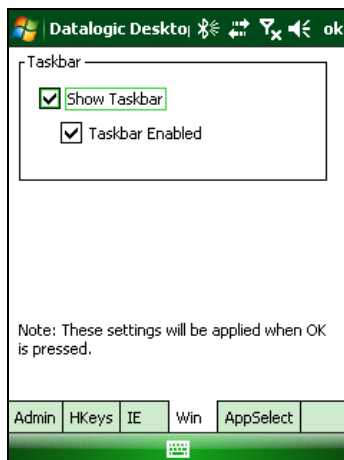 Datalogic Deskto ok
Taskbar
Show Taskbar
Taskbar Enabled
Note: These settings will be applied when OK
is pressed.
Admin HKeys IE Win AppSelect